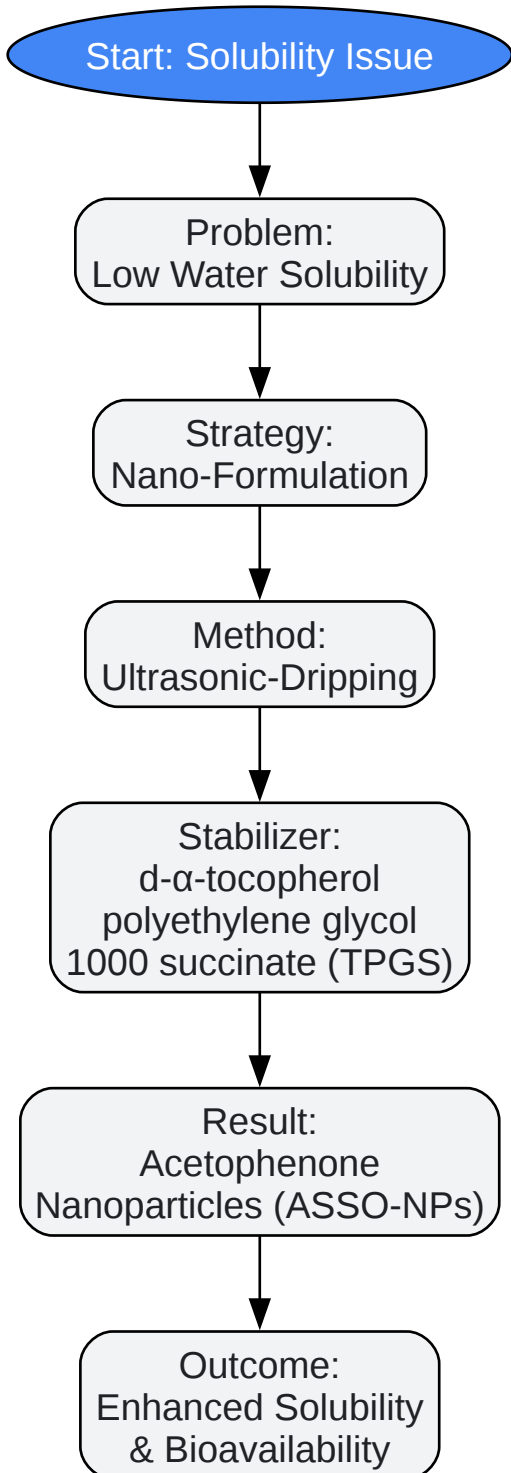 Start: Solubility Issue
Problem:
Low Water Solubility
Strategy:
Nano-Formulation
Method:
Ultrasonic-Dripping
Stabilizer:
d-α-tocopherol
polyethylene glycol
1000 succinate (TPGS)
Result:
Acetophenone
Nanoparticles (ASSO-NPs)
Outcome:
Enhanced Solubility
& Bioavailability